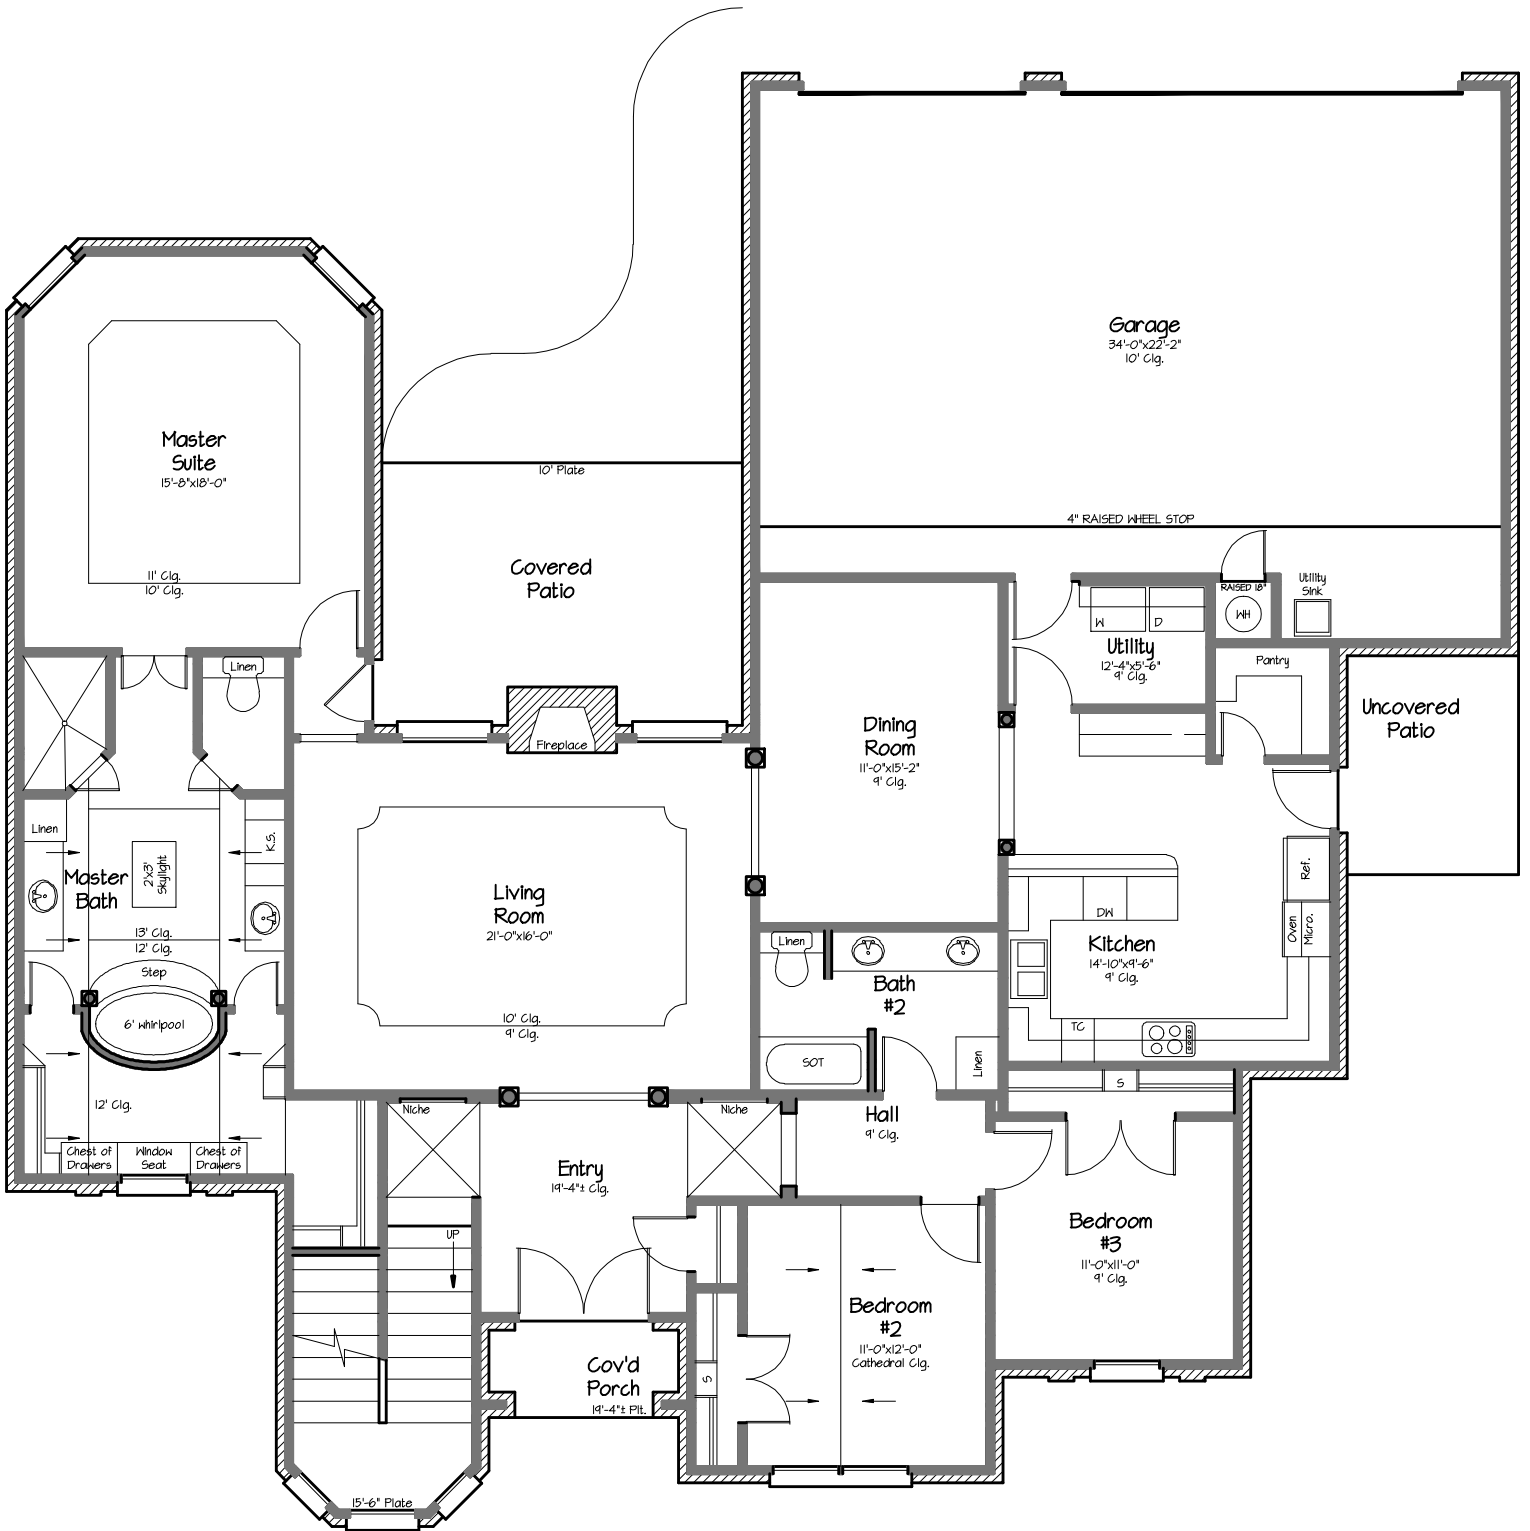 Garage
34'-0"x22'-2"
10' Clg.
Master
Suite
15'-8"x18'-0"
11' Clg.
10' Clg.
10' Plate
4" RAISED WHEEL STOP
Covered
Patio
Utility
Sink
RAISED 18"
WH
W
D
Utility
12'-4"x5'-6"
9' Clg.
Pantry
Linen
Uncovered
Patio
Dining
Room
11'-0"x15'-2"
9' Clg.
Fireplace
Linen
K.S.
2'x3'
Skylight
Master
Bath
13' Clg.
12' Clg.
Step
6' whirlpool
Living
Room
21'-0"x16'-0"
10' Clg.
9' Clg.
Ref.
Oven
Micro.
DW
Kitchen
14'-10"x9'-6"
9' Clg.
TC
Linen
Bath
#2
SOT
Linen
S
12' Clg.
Niche
Niche
Hall
9' Clg.
Chest of
Drawers
Window
Seat
Chest of
Drawers
Entry
19'-4"± Clg.
UP
Bedroom
#3
11'-0"x11'-0"
9' Clg.
Bedroom
#2
11'-0"x12'-0"
Cathedral Clg.
S
Cov'd
Porch
19'-4"± Plt.
15'-6" Plate